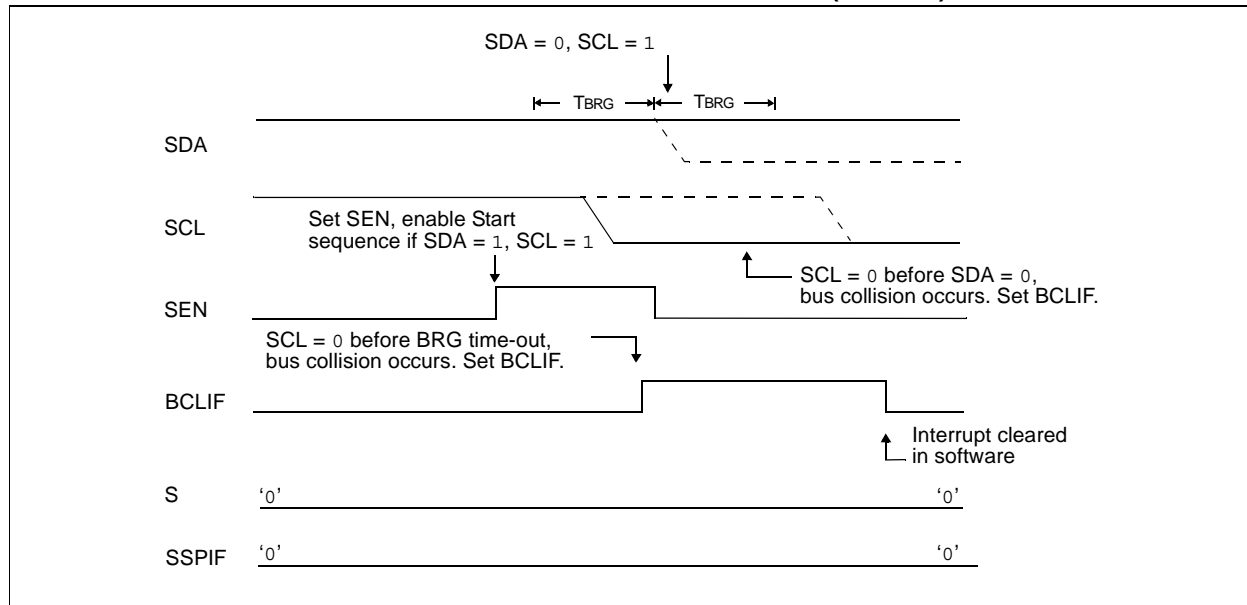 SDA = 0, SCL = 1
TBRG TBRG
SDA
SCL
Set SEN, enable Start
sequence if SDA = 1, SCL = 1
SCL = 0 before SDA = 0,
bus collision occurs. Set BCLIF.
SEN
SCL = 0 before BRG time-out,
bus collision occurs. Set BCLIF.
BCLIF
Interrupt cleared
in software
S ‘0’ ‘0’
SSPIF ‘0’ ‘0’